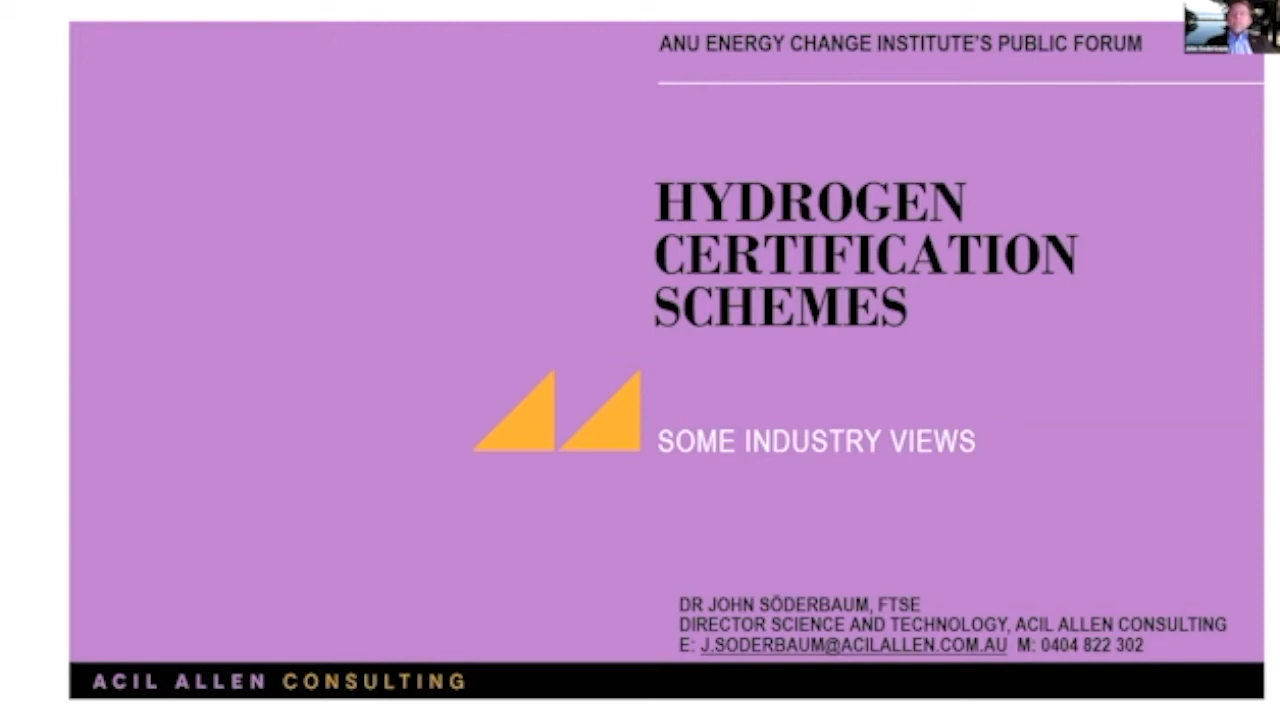 ANU ENERGY CHANGE INSTITUTE'S PUBLIC FORUM
HYDROGEN
CERTIFICATION
SCHEMES
SOME INDUSTRY VIEWS
DR JOHN SÖDERBAUM, FTSE
DIRECTOR SCIENCE AND TECHNOLOGY, ACIL ALLEN CONSULTING
E: J.SODERBAUM@ACILALLEN.COM.AU M: 0404 822 302
ACIL ALLEN CONSULTING